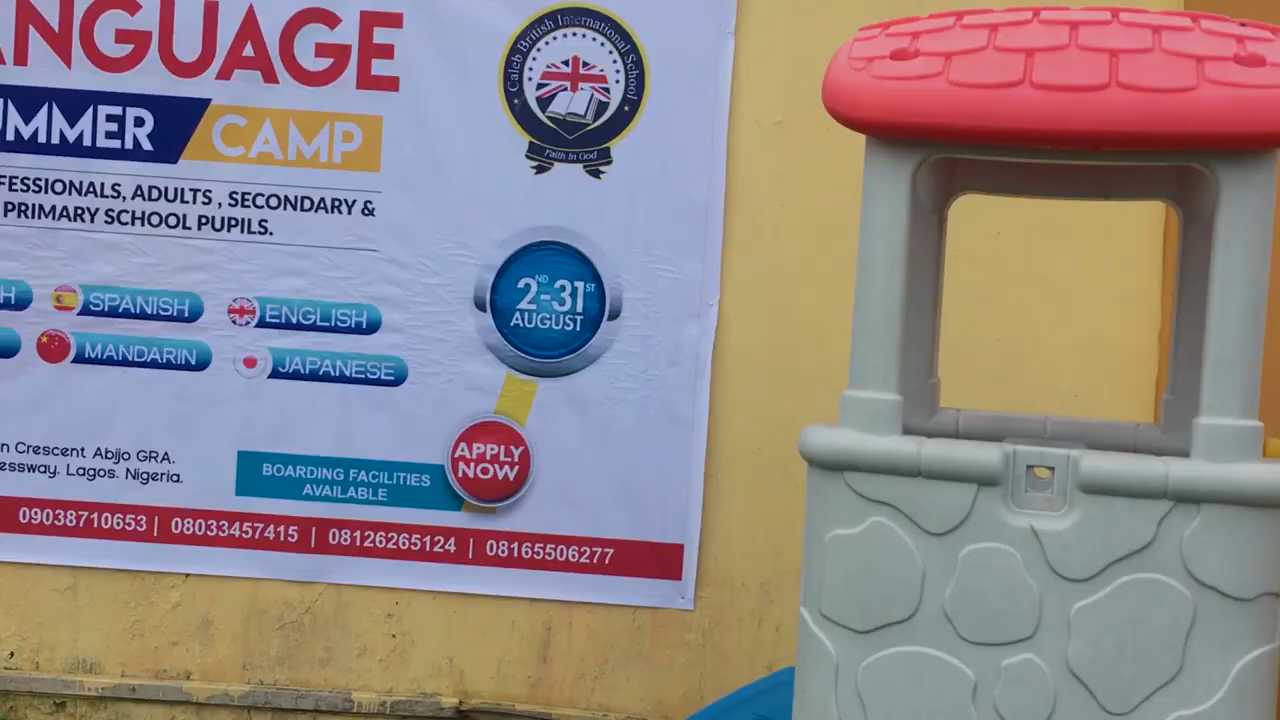 ANGUAGE
UMMER CAMP
FESSIONALS, ADULTS , SECONDARY &
PRIMARY SCHOOL PUPILS.
Caleb British International School
Faith In God
2ND-31ST
AUGUST
H SPANISH ENGLISH
MANDARIN JAPANESE
APPLY
NOW
n Crescent Abijo GRA.
essway. Lagos. Nigeria.
BOARDING FACILITIES
AVAILABLE
09038710653 | 08033457415 | 08126265124 | 08165506277